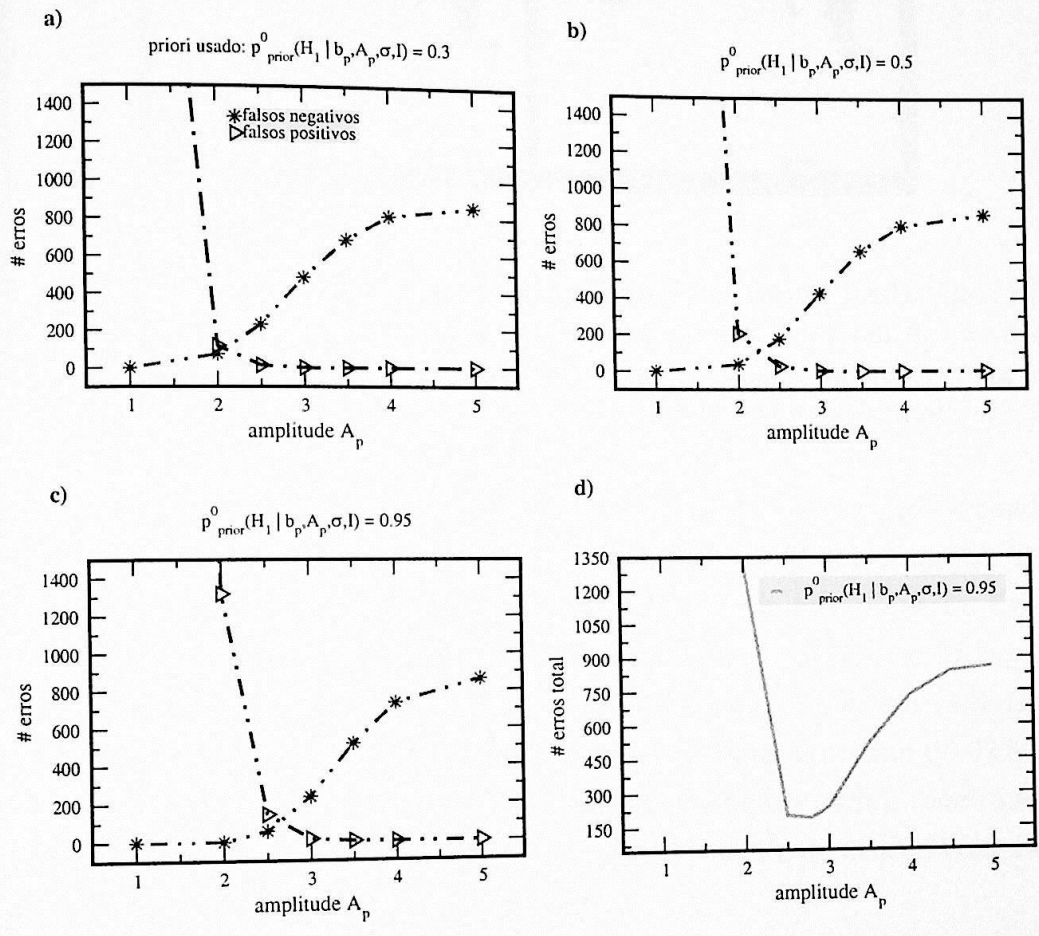 a)
priori usado: p⁰prior(H₁ | bₚ,Aₚ,σ,I) = 0.3
1400
1200
1000
800
600
400
200
0
# erros
falsos negativos
falsos positivos
1 2 3 4 5
amplitude Aₚ
b)
p⁰prior(H₁ | bₚ,Aₚ,σ,I) = 0.5
1400
1200
1000
800
600
400
200
0
# erros
1 2 3 4 5
amplitude Aₚ
c)
p⁰prior(H₁ | bₚ,Aₚ,σ,I) = 0.95
1400
1200
1000
800
600
400
200
0
# erros
1 2 3 4 5
amplitude Aₚ
d)
1350
1200
1050
900
750
600
450
300
150
# erros total
p⁰prior(H₁ | bₚ,Aₚ,σ,I) = 0.95
1 2 3 4 5
amplitude Aₚ